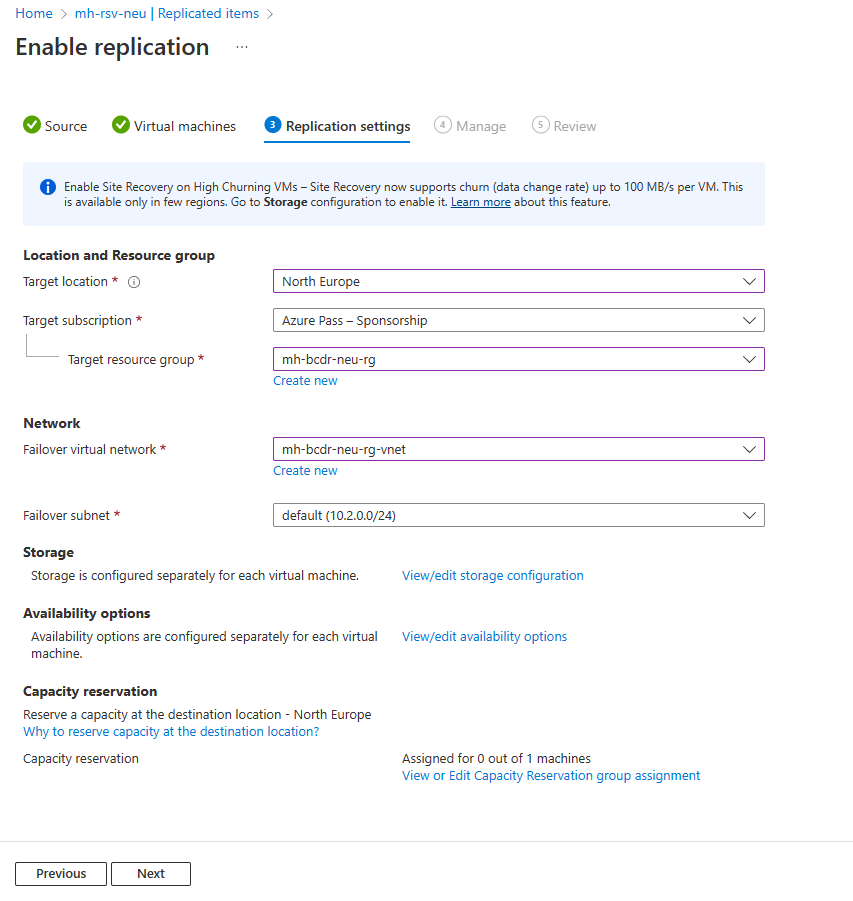 Home > mh-rsv-neu | Replicated items >
Enable replication ...
Source Virtual machines 3 Replication settings 4 Manage 5 Review
Enable Site Recovery on High Churning VMs – Site Recovery now supports churn (data change rate) up to 100 MB/s per VM. This
is available only in few regions. Go to Storage configuration to enable it. Learn more about this feature.
Location and Resource group
Target location * North Europe
Target subscription * Azure Pass – Sponsorship
Target resource group * mh-bcdr-neu-rg
Create new
Network
Failover virtual network * mh-bcdr-neu-rg-vnet
Create new
Failover subnet * default (10.2.0.0/24)
Storage
Storage is configured separately for each virtual machine. View/edit storage configuration
Availability options
Availability options are configured separately for each virtual View/edit availability options
machine.
Capacity reservation
Reserve a capacity at the destination location - North Europe
Why to reserve capacity at the destination location?
Capacity reservation Assigned for 0 out of 1 machines
View or Edit Capacity Reservation group assignment
Previous Next